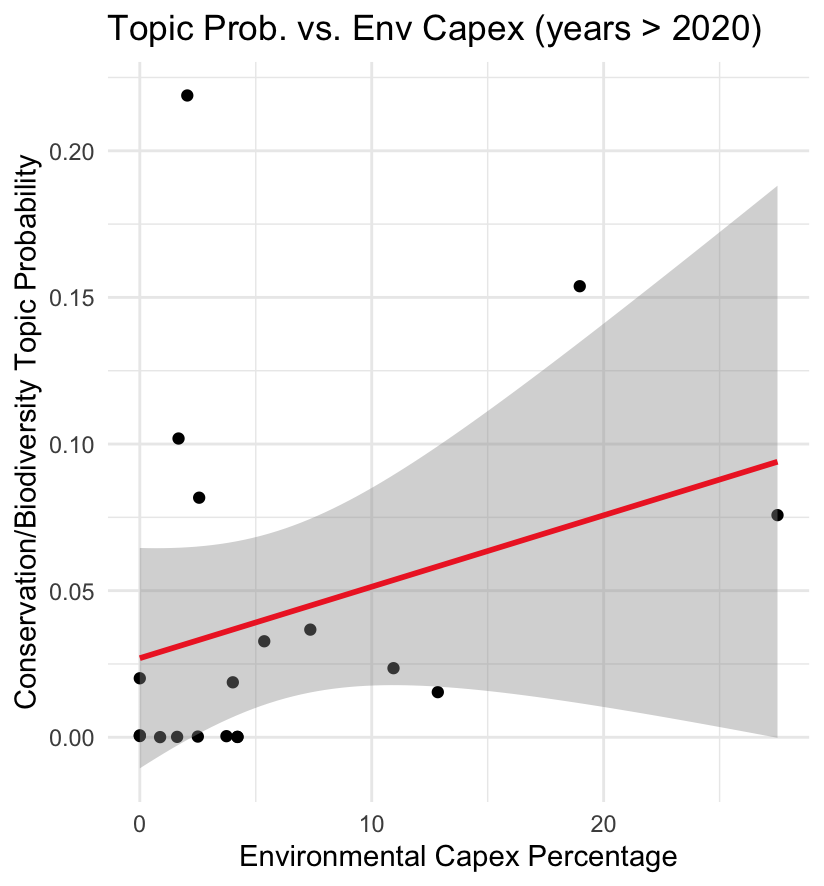 Topic Prob. vs. Env Capex (years > 2020)
Conservation/Biodiversity Topic Probability
0.20
0.15
0.10
0.05
0.00
0 10 20
Environmental Capex Percentage